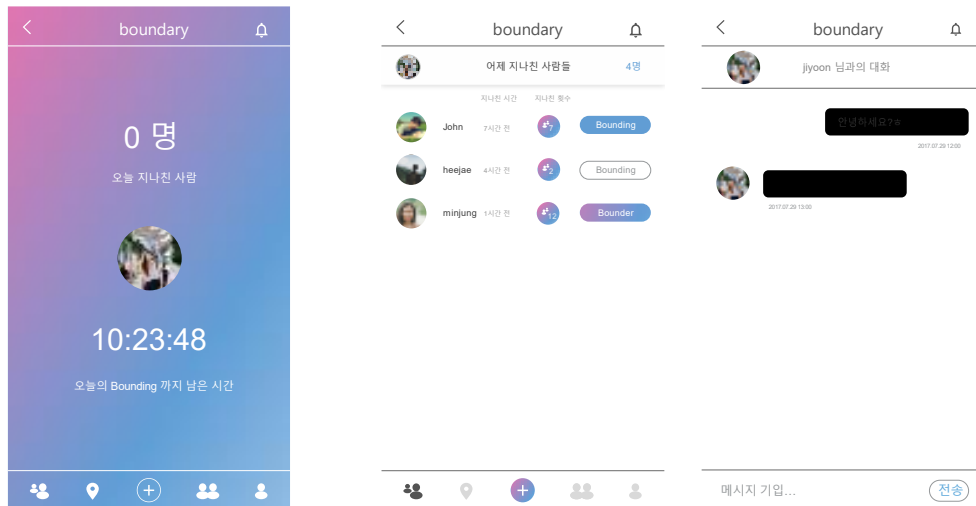 boundary
0 명
오늘 지나친 사람
10:23:48
오늘의 Bounding 까지 남은 시간
boundary
어제 지나친 사람들 4명
지나친 시간 지나친 횟수
John 7시간 전 7 Bounding
heejae 4시간 전 2 Bounding
minjung 1시간 전 12 Bounder
boundary
jiyoon 님과의 대화
안녕하세요?ㅎ
2017.07.29 12:00
2017.07.29 13:00
메시지 기입... 전송